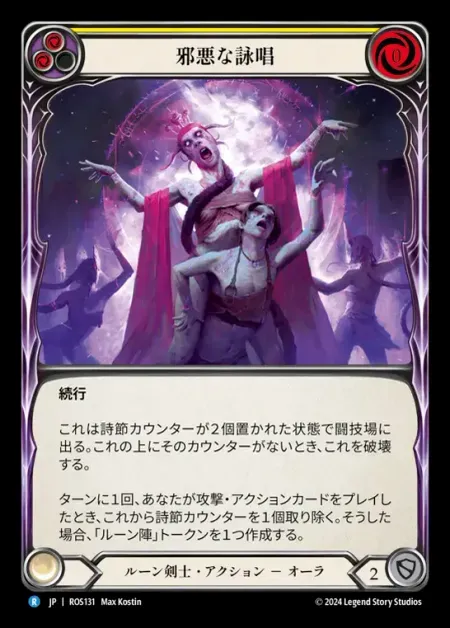 邪悪な詠唱
0
続行
これは詩節カウンターが2個置かれた状態で闘技場
に出る。これの上にそのカウンターがないとき、これを破壊
する。
ターンに1回、あなたが攻撃・アクションカードをプレイし
たとき、これから詩節カウンターを1個取り除く。そうした
場合、「ルーン陣」トークンを1つ作成する。
ルーン剣士・アクション － オーラ
2
R JP | ROS131 Max Kostin
© 2024 Legend Story Studios